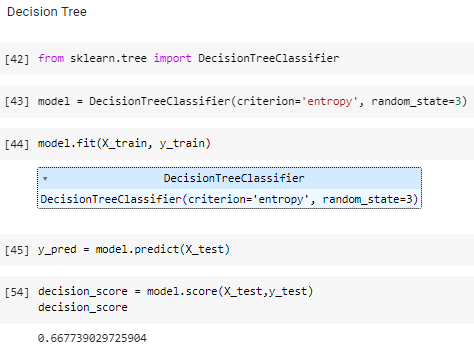 Decision Tree
[42] from sklearn.tree import DecisionTreeClassifier
[43] model = DecisionTreeClassifier(criterion='entropy', random_state=3)
[44] model.fit(X_train, y_train)
DecisionTreeClassifier
DecisionTreeClassifier(criterion='entropy', random_state=3)
[45] y_pred = model.predict(X_test)
[54] decision_score = model.score(X_test,y_test)
decision_score
0.667739029725904